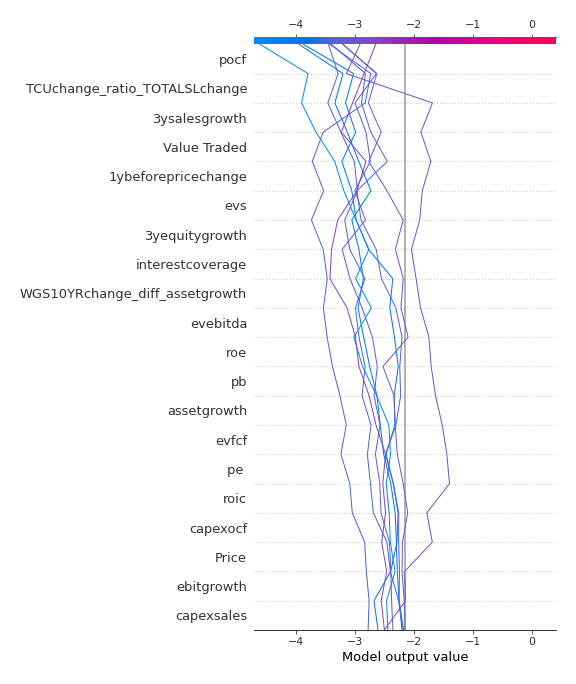 −4 −3 −2 −1 0
pocf
TCUchange_ratio_TOTALSLchange
3ysalesgrowth
Value Traded
1ybeforepricechange
evs
3yequitygrowth
interestcoverage
WGS10YRchange_diff_assetgrowth
evebitda
roe
pb
assetgrowth
evfcf
pe
roic
capexocf
Price
ebitgrowth
capexsales
−4 −3 −2 −1 0
Model output value